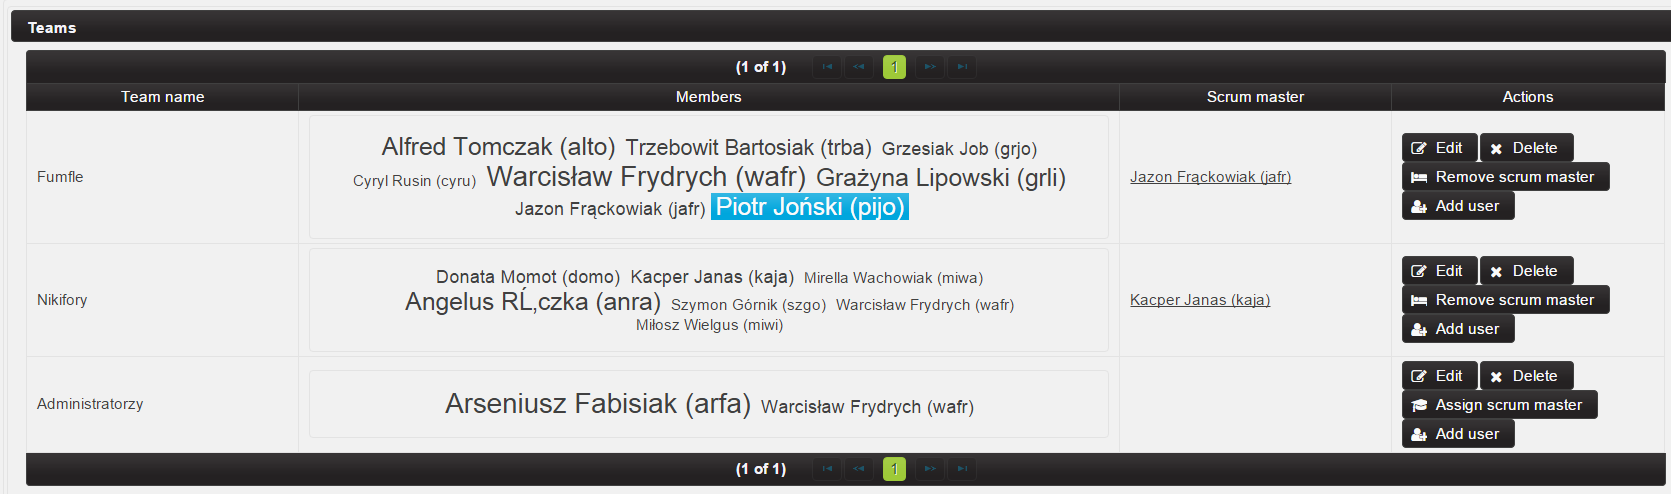 Teams
(1 of 1) 1
Team name Members Scrum master Actions
Fumfle
Alfred Tomczak (alto) Trzebowit Bartosiak (trba) Grzesiak Job (grjo)
Cyryl Rusin (cyru) Warcisław Frydrych (wafr) Grażyna Lipowski (grli)
Jazon Frąckowiak (jafr) Piotr Joński (pijo)
Jazon Frąckowiak (jafr)
Edit Delete
Remove scrum master
Add user
Nikifory
Donata Momot (domo) Kacper Janas (kaja) Mirella Wachowiak (miwa)
Angelus RĹ‚czka (anra) Szymon Górnik (szgo) Warcisław Frydrych (wafr)
Miłosz Wielgus (miwi)
Kacper Janas (kaja)
Edit Delete
Remove scrum master
Add user
Administratorzy
Arseniusz Fabisiak (arfa) Warcisław Frydrych (wafr)
Edit Delete
Assign scrum master
Add user
(1 of 1) 1